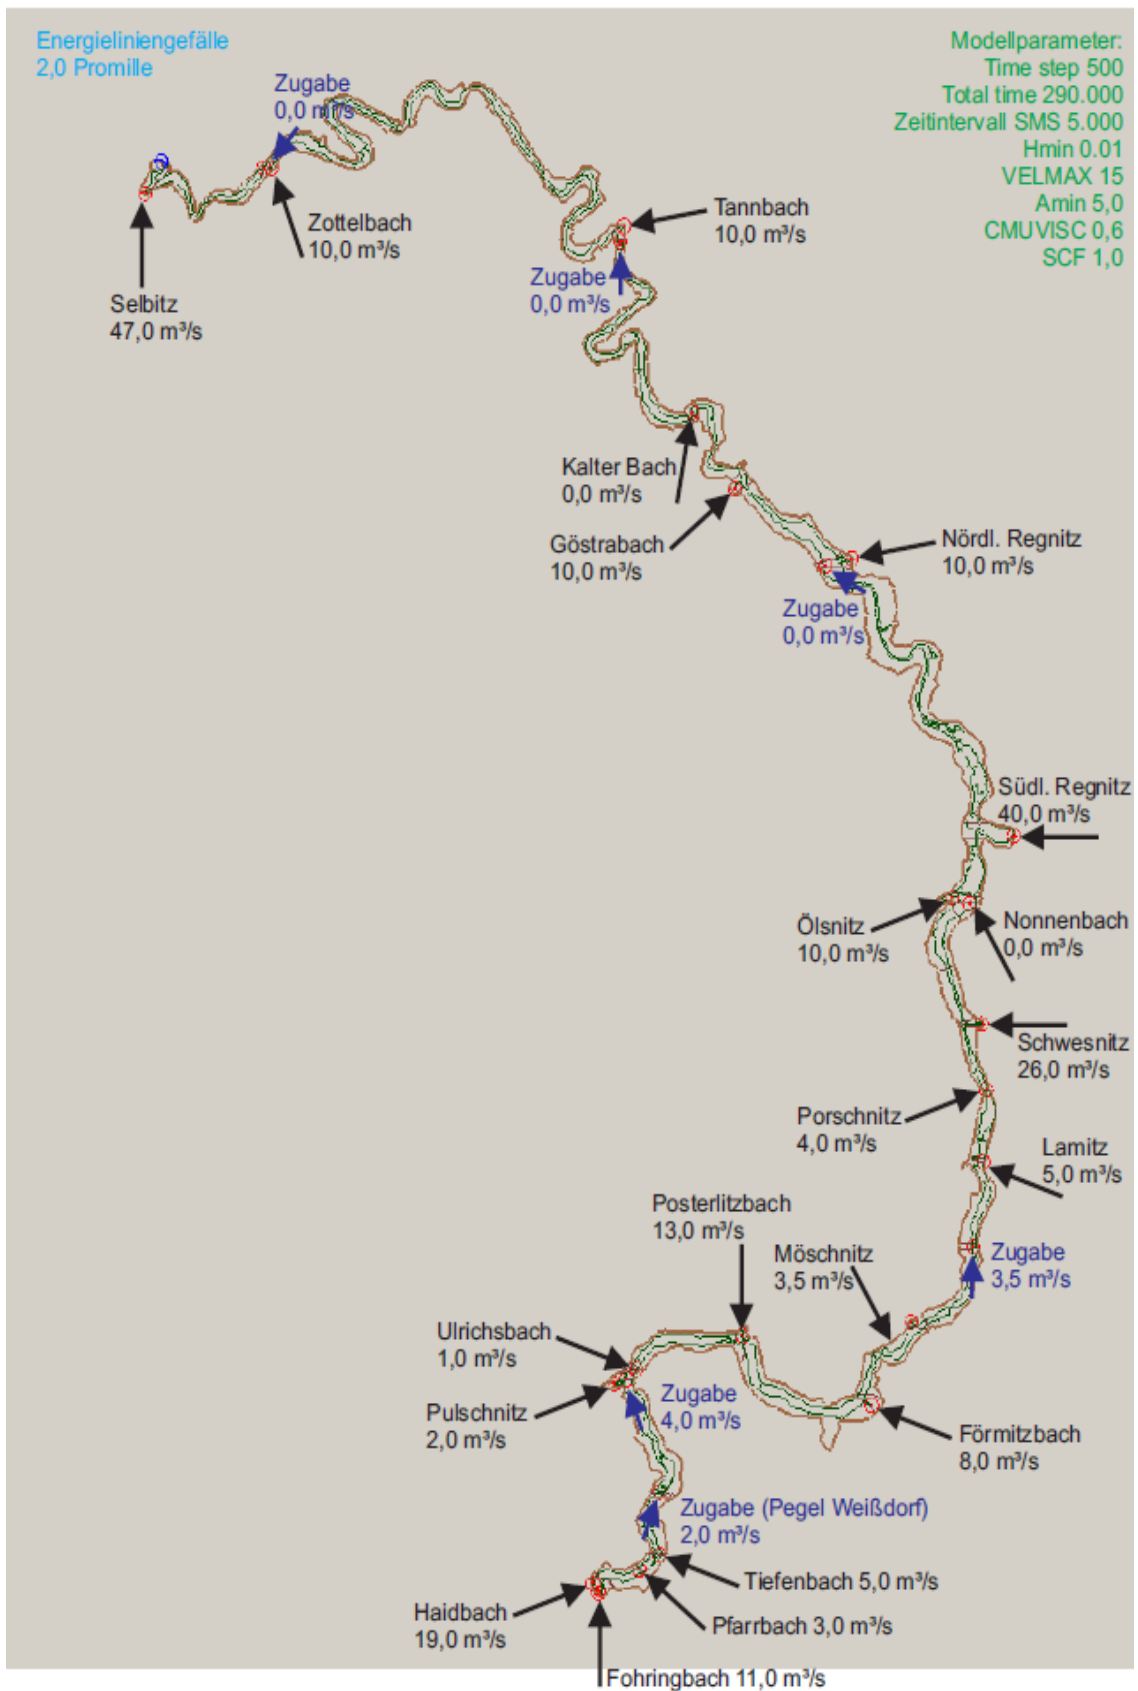 Energieliniengefälle
2,0 Promille
Modellparameter:
Time step 500
Total time 290.000
Zeitintervall SMS 5.000
Hmin 0.01
VELMAX 15
Amin 5,0
CMUVISC 0,6
SCF 1,0
Zugabe
0,0 m³/s
Zottelbach
10,0 m³/s
Tannbach
10,0 m³/s
Selbitz
47,0 m³/s
Zugabe
0,0 m³/s
Kalter Bach
0,0 m³/s
Göstrabach
10,0 m³/s
Nördl. Regnitz
10,0 m³/s
Zugabe
0,0 m³/s
Südl. Regnitz
40,0 m³/s
Ölsnitz
10,0 m³/s
Nonnenbach
0,0 m³/s
Schwesnitz
26,0 m³/s
Porschnitz
4,0 m³/s
Lamitz
5,0 m³/s
Posterlitzbach
13,0 m³/s
Möschnitz
3,5 m³/s
Zugabe
3,5 m³/s
Ulrichsbach
1,0 m³/s
Pulschnitz
2,0 m³/s
Zugabe
4,0 m³/s
Förmitzbach
8,0 m³/s
Zugabe (Pegel Weißdorf)
2,0 m³/s
Tiefenbach 5,0 m³/s
Haidbach
19,0 m³/s
Pfarrbach 3,0 m³/s
Fohringbach 11,0 m³/s